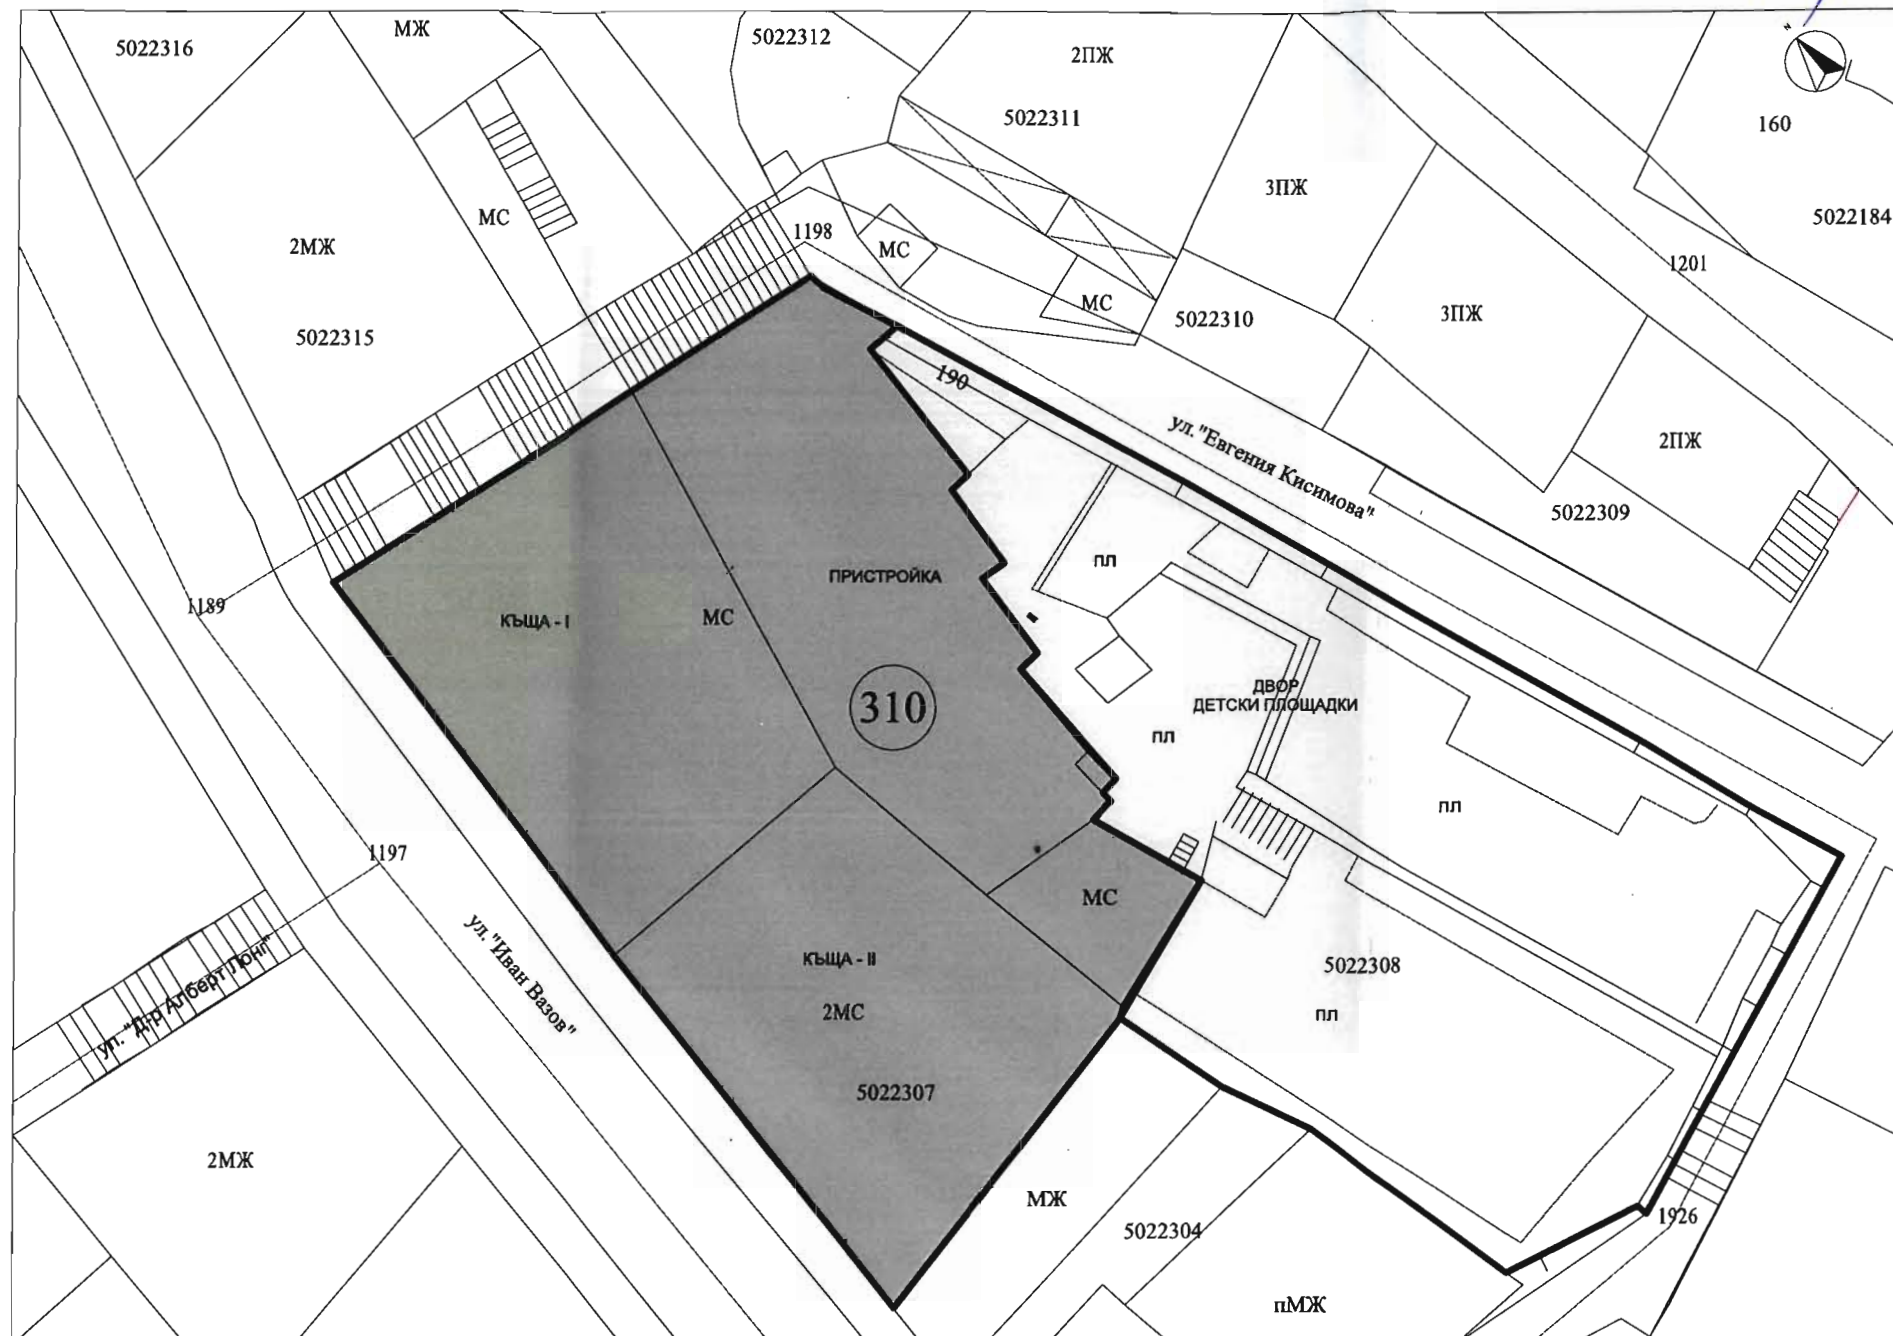 5022316
МЖ
5022312
2ПЖ
N
5022311
160
3ПЖ
5022184
МС
2МЖ
1198
МС
1201
МС
5022310
3ПЖ
5022315
190
ул. "Евгения Кисимова"
2ПЖ
5022309
ПЛ
ПРИСТРОЙКА
1189
КЪЩА - I
МС
310
ДВОР
ДЕТСКИ ПЛОЩАДКИ
ПЛ
ПЛ
1197
МС
ул. "Иван Вазов"
КЪЩА - II
5022308
ул. "Д-р Алберт Лонг"
2МС
ПЛ
5022307
2МЖ
МЖ
5022304
1926
пМЖ